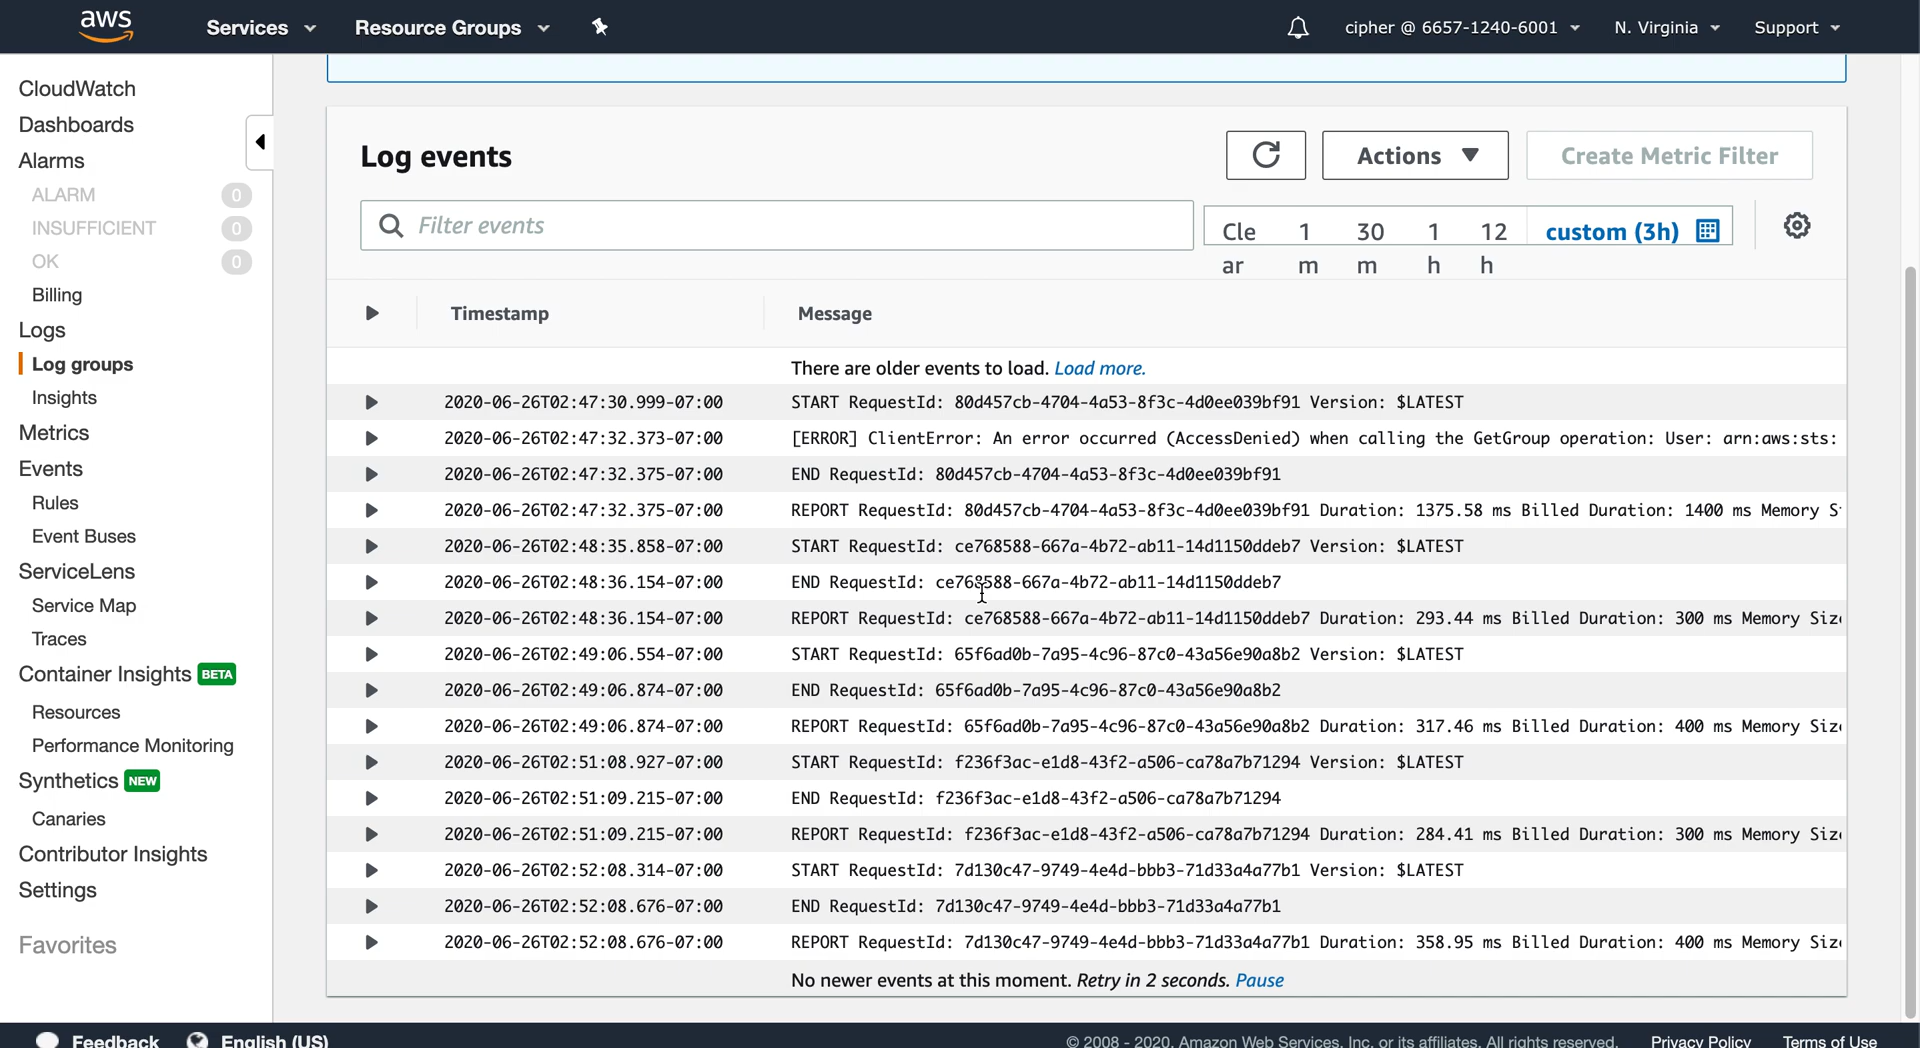 aws Services Resource Groups cipher @ 6657-1240-6001 N. Virginia Support
CloudWatch
Dashboards
Alarms
ALARM 0
INSUFFICIENT 0
OK 0
Billing
Logs
Log groups
Insights
Metrics
Events
Rules
Event Buses
ServiceLens
Service Map
Traces
Container Insights BETA
Resources
Performance Monitoring
Synthetics NEW
Canaries
Contributor Insights
Settings
Favorites
Log events
Actions
Create Metric Filter
Filter events
Cle 1 30 1 12 custom (3h)
ar m m h h
Timestamp Message
There are older events to load. Load more.
2020-06-26T02:47:30.999-07:00 START RequestId: 80d457cb-4704-4a53-8f3c-4d0ee039bf91 Version: $LATEST
2020-06-26T02:47:32.373-07:00 [ERROR] ClientError: An error occurred (AccessDenied) when calling the GetGroup operation: User: arn:aws:sts:
2020-06-26T02:47:32.375-07:00 END RequestId: 80d457cb-4704-4a53-8f3c-4d0ee039bf91
2020-06-26T02:47:32.375-07:00 REPORT RequestId: 80d457cb-4704-4a53-8f3c-4d0ee039bf91 Duration: 1375.58 ms Billed Duration: 1400 ms Memory S
2020-06-26T02:48:35.858-07:00 START RequestId: ce768588-667a-4b72-ab11-14d1150ddeb7 Version: $LATEST
2020-06-26T02:48:36.154-07:00 END RequestId: ce768588-667a-4b72-ab11-14d1150ddeb7
2020-06-26T02:48:36.154-07:00 REPORT RequestId: ce768588-667a-4b72-ab11-14d1150ddeb7 Duration: 293.44 ms Billed Duration: 300 ms Memory Siz
2020-06-26T02:49:06.554-07:00 START RequestId: 65f6ad0b-7a95-4c96-87c0-43a56e90a8b2 Version: $LATEST
2020-06-26T02:49:06.874-07:00 END RequestId: 65f6ad0b-7a95-4c96-87c0-43a56e90a8b2
2020-06-26T02:49:06.874-07:00 REPORT RequestId: 65f6ad0b-7a95-4c96-87c0-43a56e90a8b2 Duration: 317.46 ms Billed Duration: 400 ms Memory Siz
2020-06-26T02:51:08.927-07:00 START RequestId: f236f3ac-e1d8-43f2-a506-ca78a7b71294 Version: $LATEST
2020-06-26T02:51:09.215-07:00 END RequestId: f236f3ac-e1d8-43f2-a506-ca78a7b71294
2020-06-26T02:51:09.215-07:00 REPORT RequestId: f236f3ac-e1d8-43f2-a506-ca78a7b71294 Duration: 284.41 ms Billed Duration: 300 ms Memory Siz
2020-06-26T02:52:08.314-07:00 START RequestId: 7d130c47-9749-4e4d-bbb3-71d33a4a77b1 Version: $LATEST
2020-06-26T02:52:08.676-07:00 END RequestId: 7d130c47-9749-4e4d-bbb3-71d33a4a77b1
2020-06-26T02:52:08.676-07:00 REPORT RequestId: 7d130c47-9749-4e4d-bbb3-71d33a4a77b1 Duration: 358.95 ms Billed Duration: 400 ms Memory Siz
No newer events at this moment. Retry in 2 seconds. Pause
Feedback English (US) © 2008 - 2020, Amazon Web Services, Inc. or its affiliates. All rights reserved. Privacy Policy Terms of Use